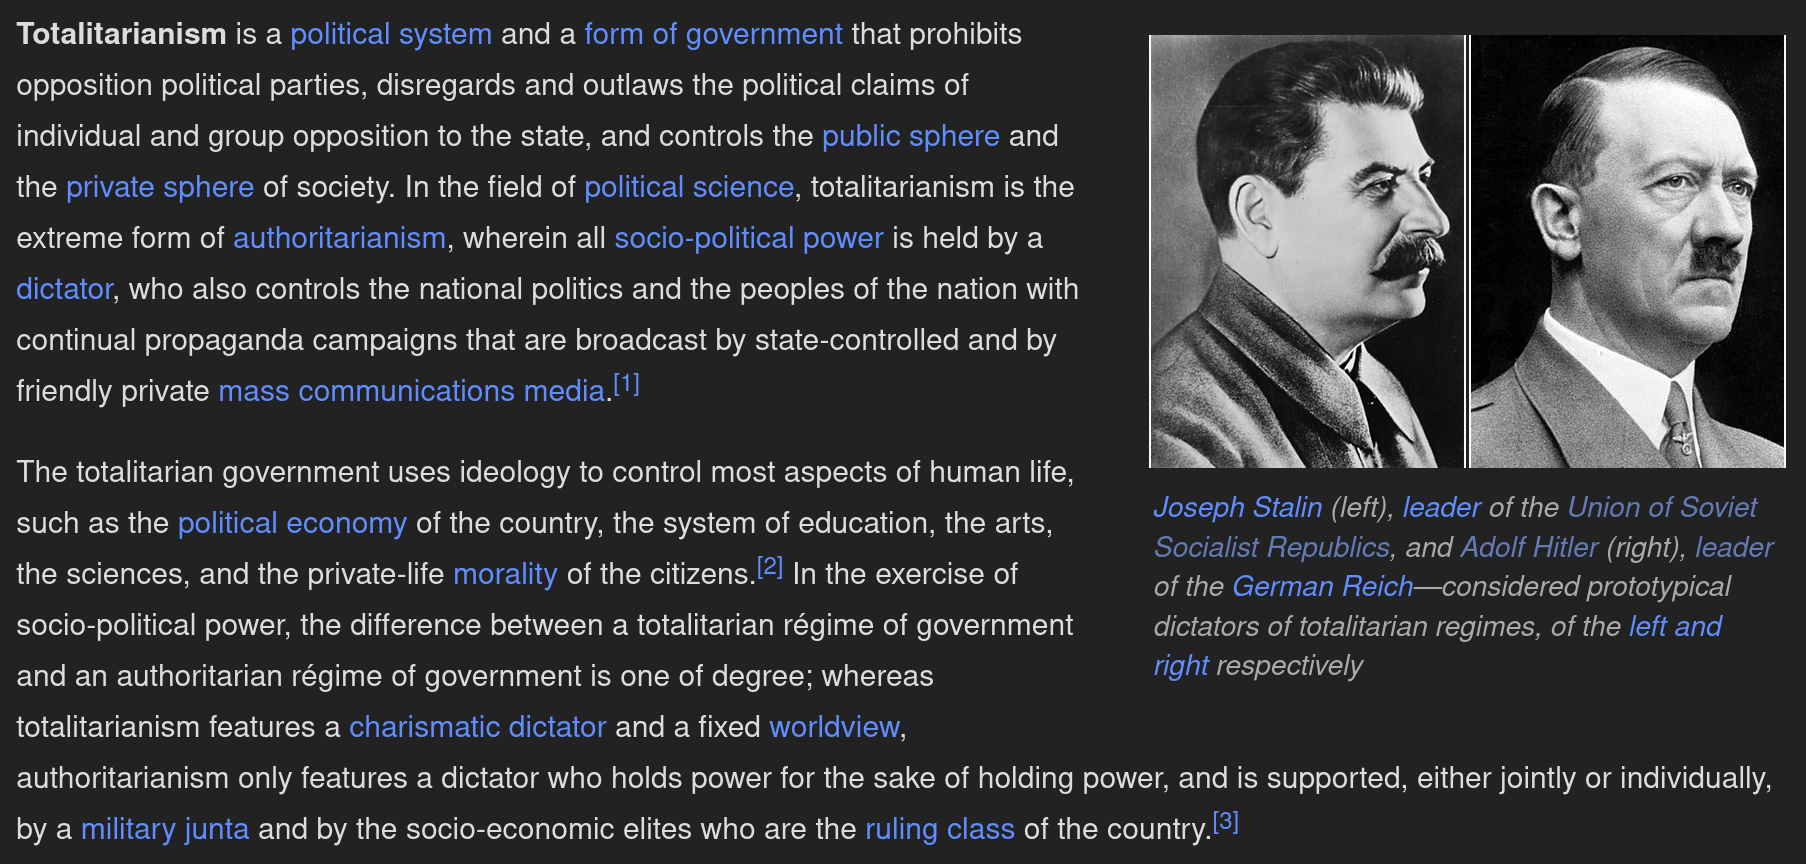 Totalitarianism is a political system and a form of government that prohibits
opposition political parties, disregards and outlaws the political claims of
individual and group opposition to the state, and controls the public sphere and
the private sphere of society. In the field of political science, totalitarianism is the
extreme form of authoritarianism, wherein all socio-political power is held by a
dictator, who also controls the national politics and the peoples of the nation with
continual propaganda campaigns that are broadcast by state-controlled and by
friendly private mass communications media.[1]
The totalitarian government uses ideology to control most aspects of human life,
such as the political economy of the country, the system of education, the arts,
the sciences, and the private-life morality of the citizens.[2] In the exercise of
socio-political power, the difference between a totalitarian régime of government
and an authoritarian régime of government is one of degree; whereas
totalitarianism features a charismatic dictator and a fixed worldview,
authoritarianism only features a dictator who holds power for the sake of holding power, and is supported, either jointly or individually,
by a military junta and by the socio-economic elites who are the ruling class of the country.[3]
Joseph Stalin (left), leader of the Union of Soviet
Socialist Republics, and Adolf Hitler (right), leader
of the German Reich—considered prototypical
dictators of totalitarian regimes, of the left and
right respectively